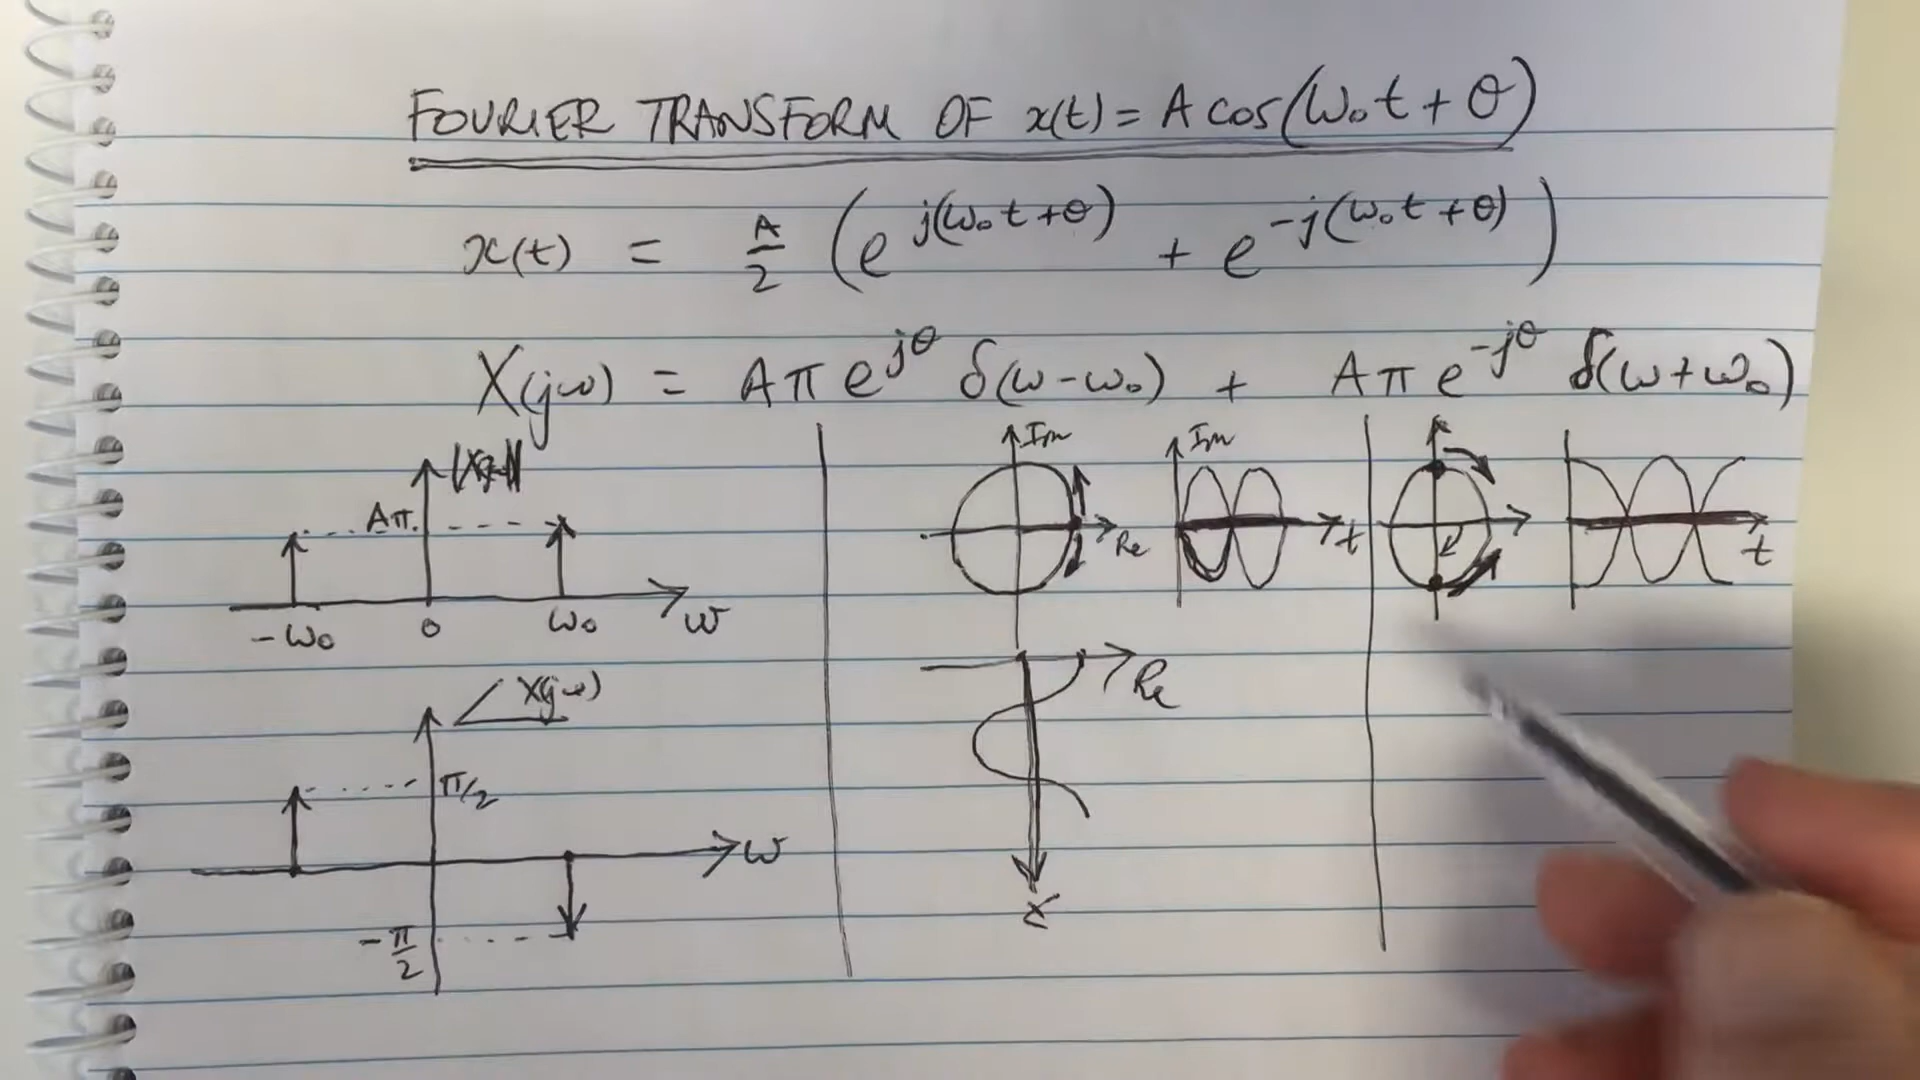 FOURIER TRANSFORM OF x(t) = A cos(ω₀t + θ)
x(t) = A/2 (e^{j(ω₀t+θ)} + e^{-j(ω₀t+θ)})
X(jω) = Aπ e^{jθ} δ(ω-ω₀) + Aπ e^{-jθ} δ(ω+ω₀)
Im
Im
Aπ
Re
t
t
-ω₀ 0 ω₀ ω
∠X(jω)
Re
π/2
ω
-π/2